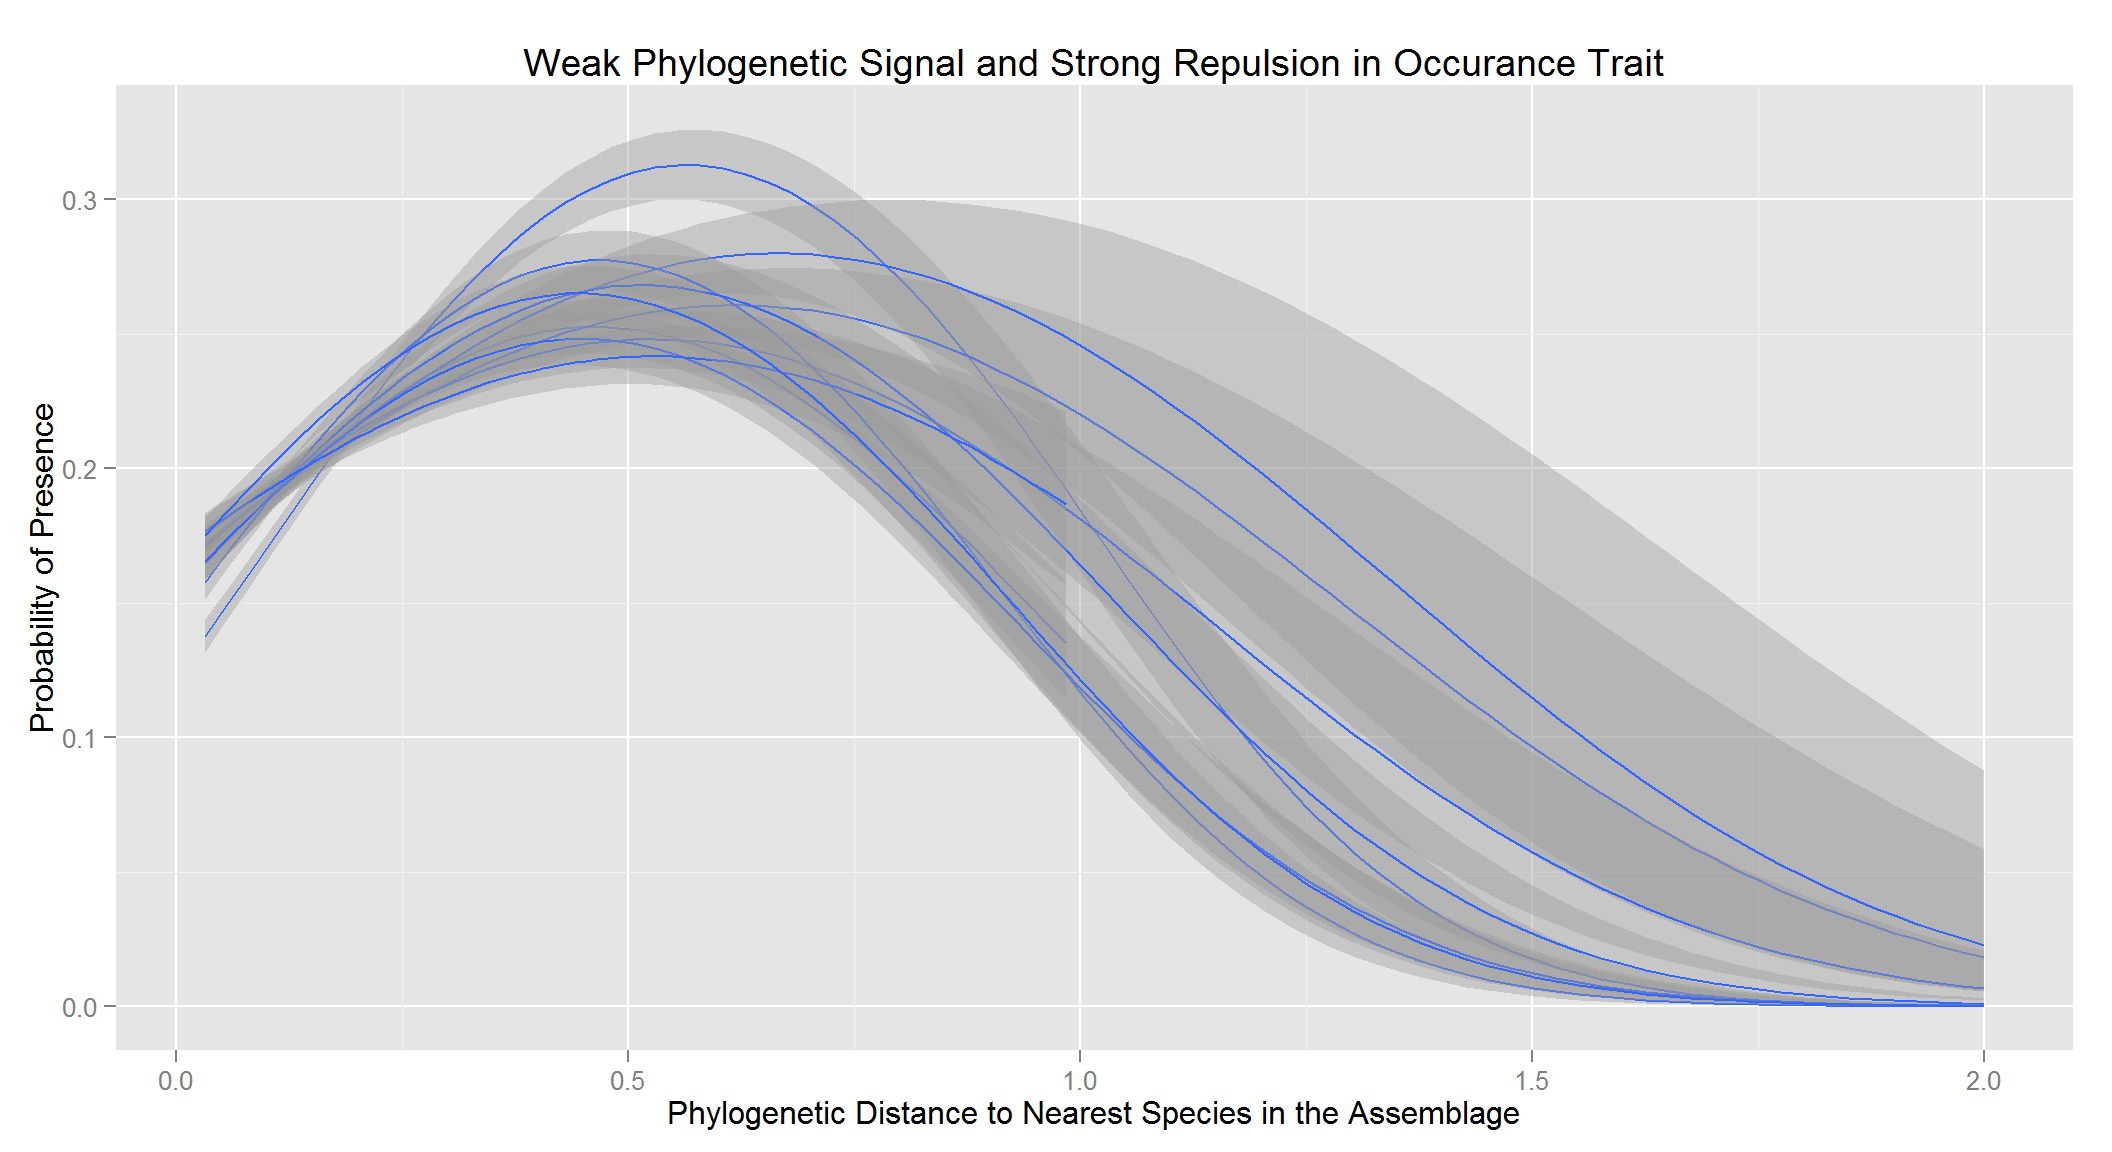 Weak Phylogenetic Signal and Strong Repulsion in Occurance Trait
Probability of Presence
0.3
0.2
0.1
0.0
0.0 0.5 1.0 1.5 2.0
Phylogenetic Distance to Nearest Species in the Assemblage